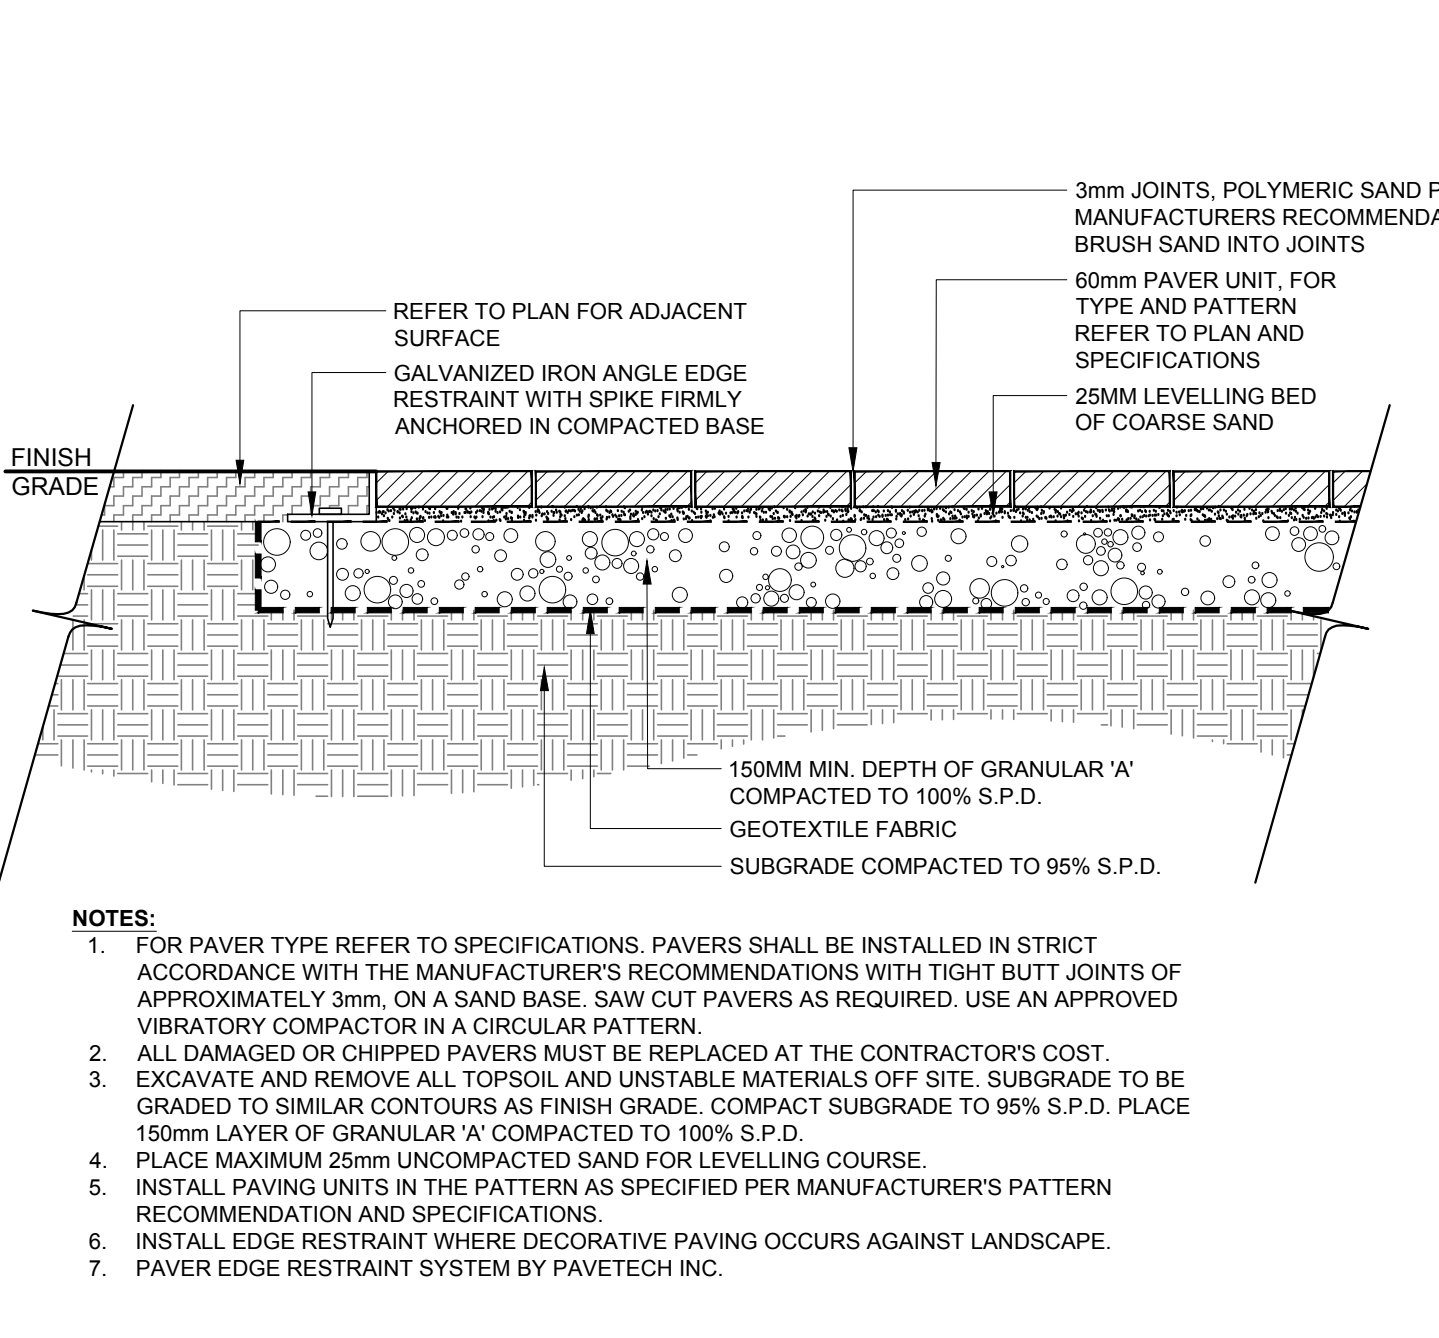 3mm JOINTS, POLYMERIC SAND
MANUFACTURERS
BRUSH SAND INTO JOINTS
60mm PAVER UNIT, FOR
TYPE AND PATTERN
REFER TO PLAN AND
SPECIFICATIONS
25MM LEVELLING BED
OF COARSE SAND
REFER TO PLAN FOR ADJACENT
SURFACE
GALVANIZED IRON ANGLE EDGE
RESTRAINT WITH SPIKE FIRMLY
ANCHORED IN COMPACTED BASE
FINISH
GRADE
150MM MIN. DEPTH OF GRANULAR 'A'
COMPACTED TO 100% S.P.D.
GEOTEXTILE FABRIC
SUBGRADE COMPACTED TO 95% S.P.D.
NOTES:
1. FOR PAVER TYPE REFER TO SPECIFICATIONS. PAVERS SHALL BE INSTALLED IN STRICT
ACCORDANCE WITH THE MANUFACTURER'S RECOMMENDATIONS WITH TIGHT BUTT JOINTS OF
APPROXIMATELY 3mm, ON A SAND BASE. SAW CUT PAVERS AS REQUIRED. USE AN APPROVED
VIBRATORY COMPACTOR IN A CIRCULAR PATTERN.
2. ALL DAMAGED OR CHIPPED PAVERS MUST BE REPLACED AT THE CONTRACTOR'S COST.
3. EXCAVATE AND REMOVE ALL TOPSOIL AND UNSTABLE MATERIALS OFF SITE. SUBGRADE TO BE
GRADED TO SIMILAR CONTOURS AS FINISH GRADE. COMPACT SUBGRADE TO 95% S.P.D. PLACE
150mm LAYER OF GRANULAR 'A' COMPACTED TO 100% S.P.D.
4. PLACE MAXIMUM 25mm UNCOMPACTED SAND FOR LEVELLING COURSE.
5. INSTALL PAVING UNITS IN THE PATTERN AS SPECIFIED PER MANUFACTURER'S PATTERN
RECOMMENDATION AND SPECIFICATIONS.
6. INSTALL EDGE RESTRAINT WHERE DECORATIVE PAVING OCCURS AGAINST LANDSCAPE.
7. PAVER EDGE RESTRAINT SYSTEM BY PAVETECH INC.